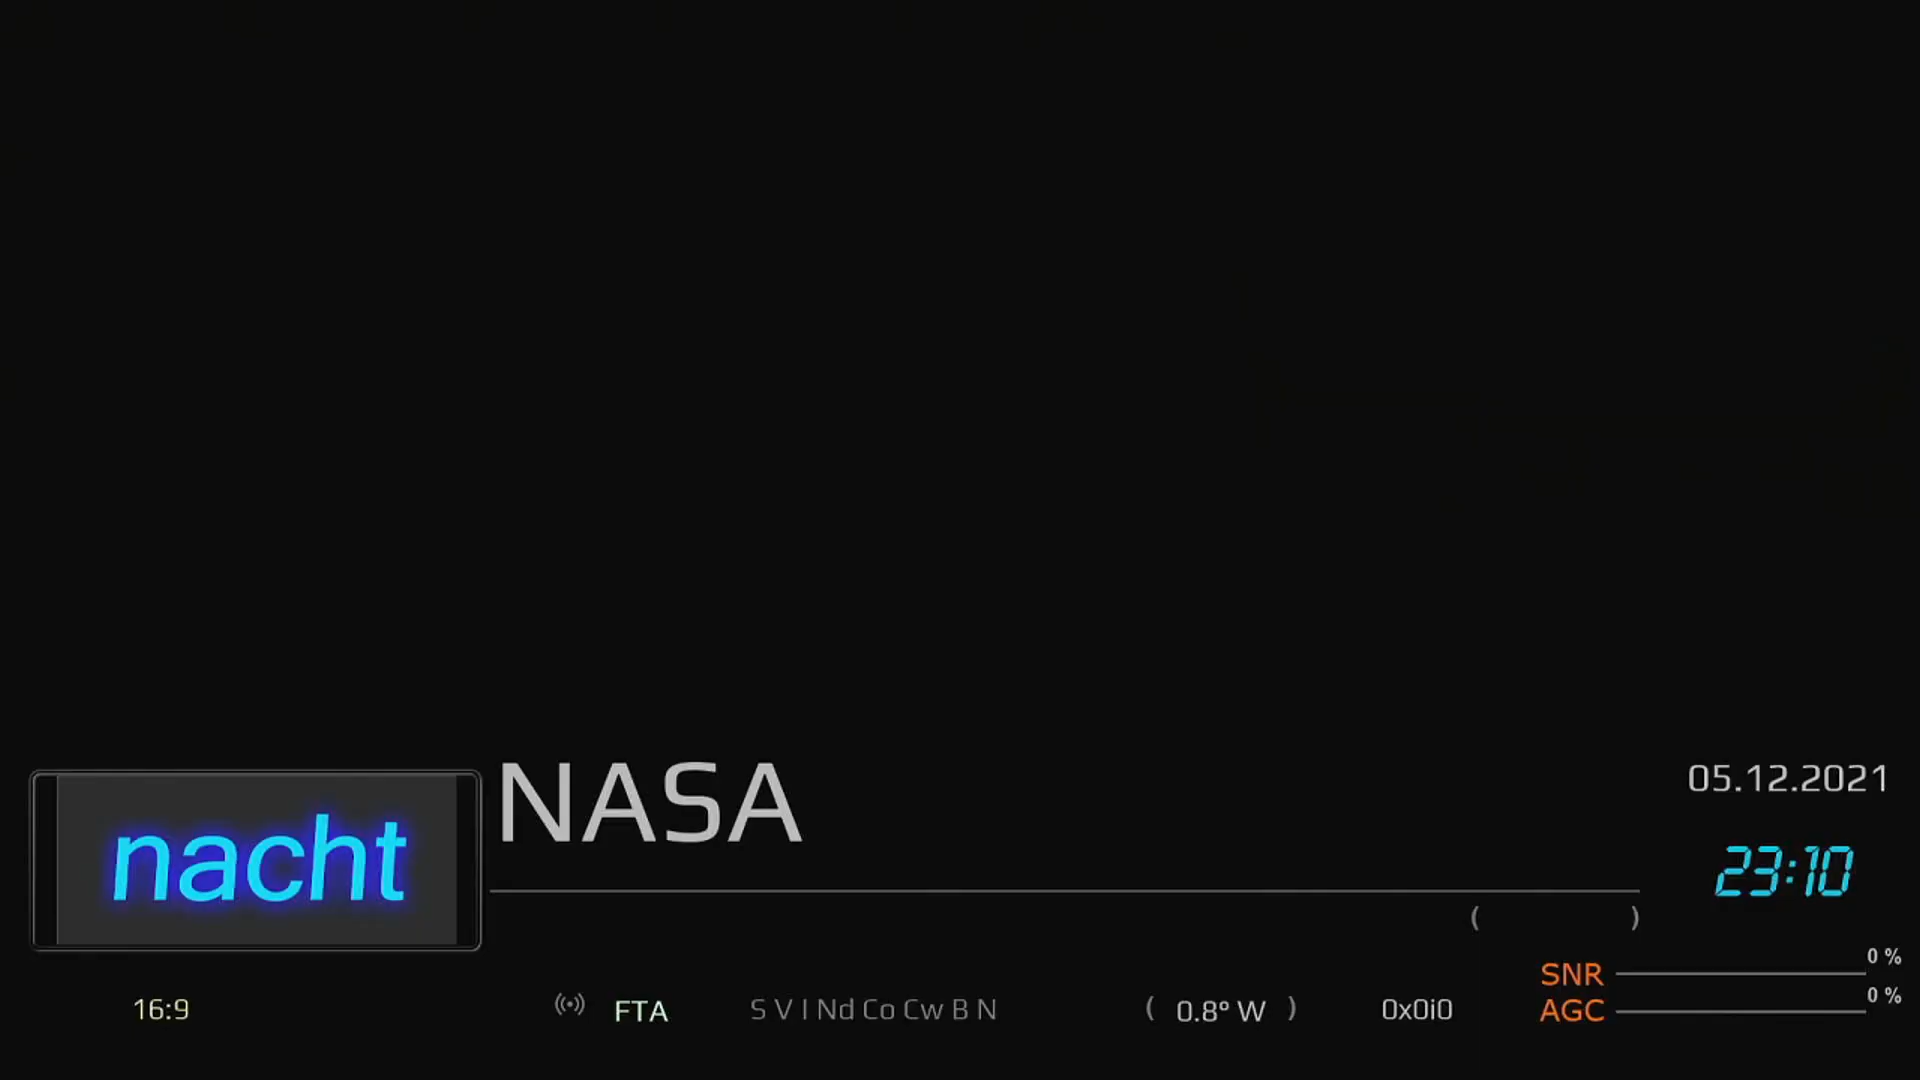 NASA
05.12.2021
nacht
23:10
( )
16:9
FTA
S V I Nd Co Cw B N
( 0.8° W )
0x0i0
SNR 0 %
AGC 0 %